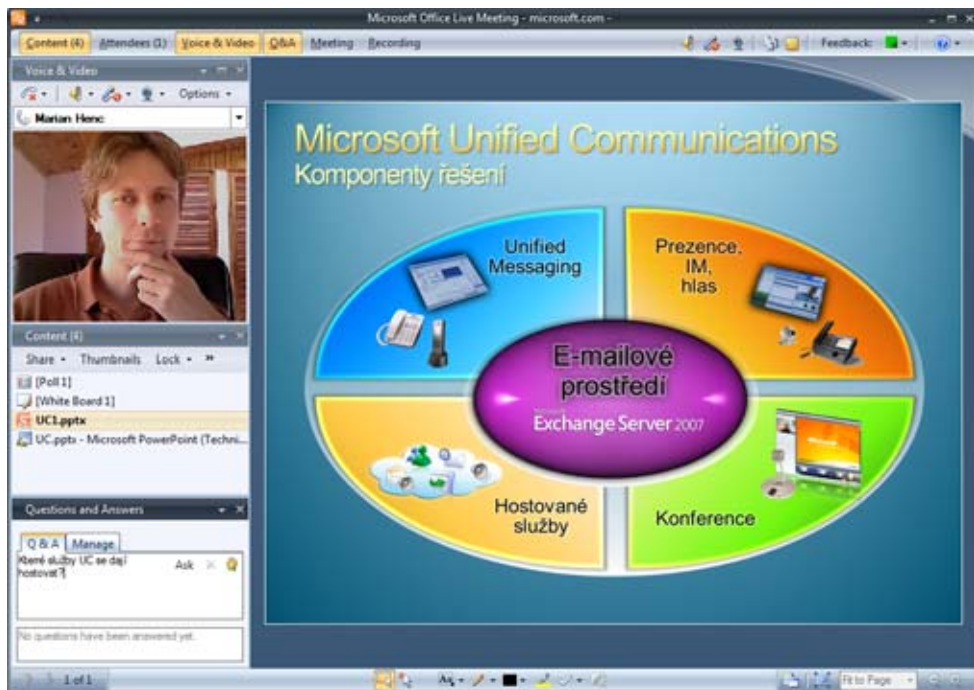 Microsoft Office Live Meeting - microsoft.com -
Content (4) Attendees (1) Voice & Video Q&A Meeting Recording Feedback:
Voice & Video
Options
Marian Henc
Content (4)
Share Thumbnails Lock
[Poll 1]
[White Board 1]
UC1.pptx
UC.pptx - Microsoft PowerPoint (Techni...
Questions and Answers
Q & A Manage
Které služby UC se dají
hostovat?
Ask
No questions have been answered yet.
1 of 1
Microsoft Unified Communications
Komponenty řešení
Unified
Messaging
Prezence,
IM,
hlas
E-mailové
prostředí
Exchange Server 2007
Hostované
služby
Konference
Fit to Page